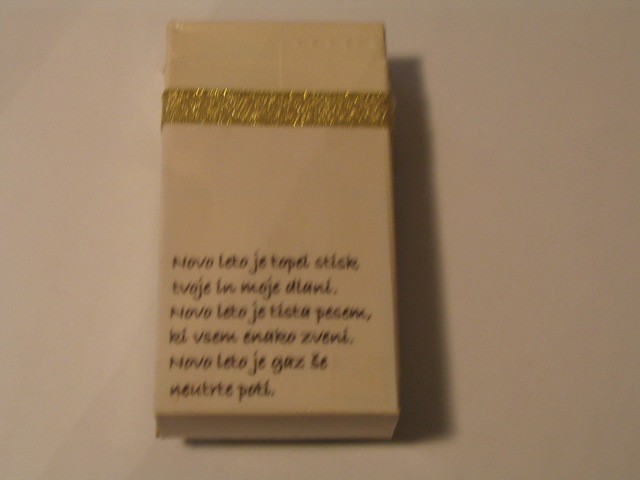 Novo leto je topel stisk
tvoje in moje dlani.
Novo leto je tista pesem,
ki vsem enako zveni.
Novo leto je gaz še
neutrte poti.